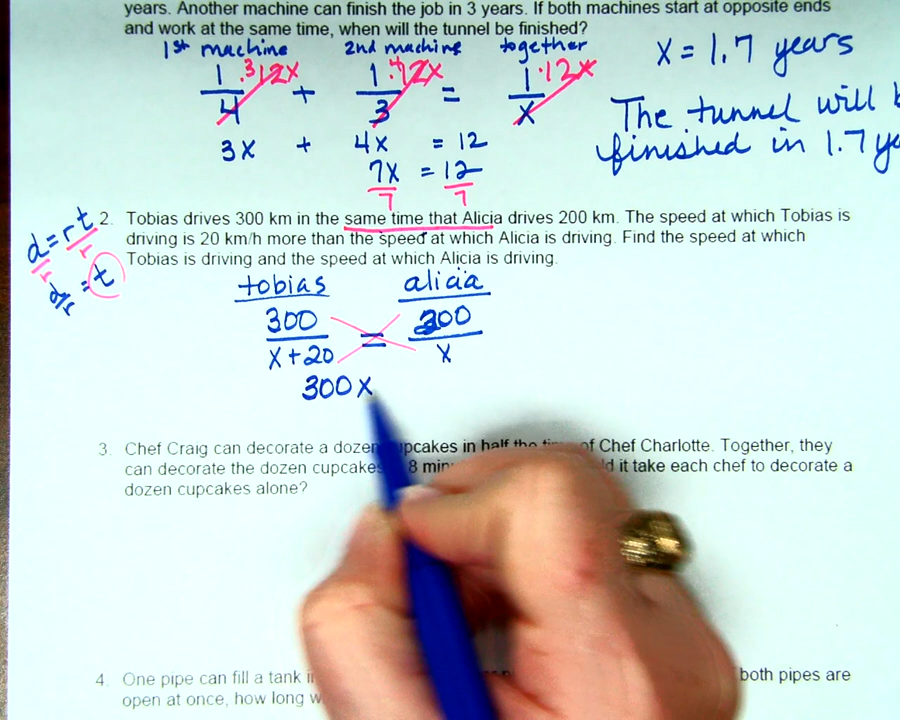 years. Another machine can finish the job in 3 years. If both machines start at opposite ends
and work at the same time, when will the tunnel be finished?
1st machine 2nd machine together
1/4 ·3 12x + 1/3 ·4 12x = 1/x ·12x
3x + 4x = 12
7x/7 = 12/7
x = 1.7 years
The tunnel will
finished in 1.7
2. Tobias drives 300 km in the same time that Alicia drives 200 km. The speed at which Tobias is
driving is 20 km/h more than the speed at which Alicia is driving. Find the speed at which
Tobias is driving and the speed at which Alicia is driving.
d/r = rt/r
d/r = t
tobias alicia
300/x+20 = 200/x
300x
3. Chef Craig can decorate a dozen cupcakes in half the of Chef Charlotte. Together, they
can decorate the dozen 8 it take each chef to decorate a
dozen cupcakes alone?
4. One pipe can fill a tank both pipes are
open at once, how long